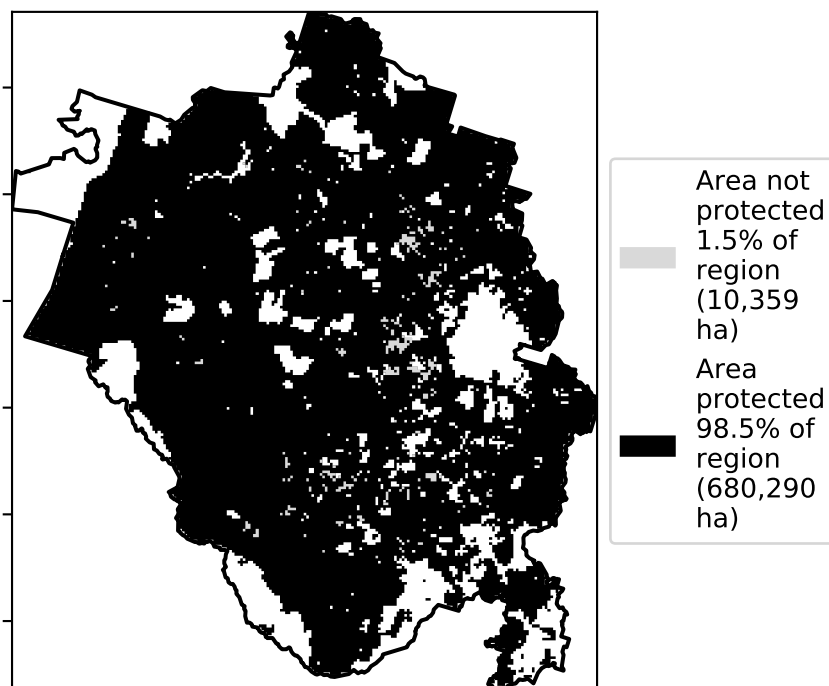 Area not
protected
1.5% of
region
(10,359
ha)
Area
protected
98.5% of
region
(680,290
ha)